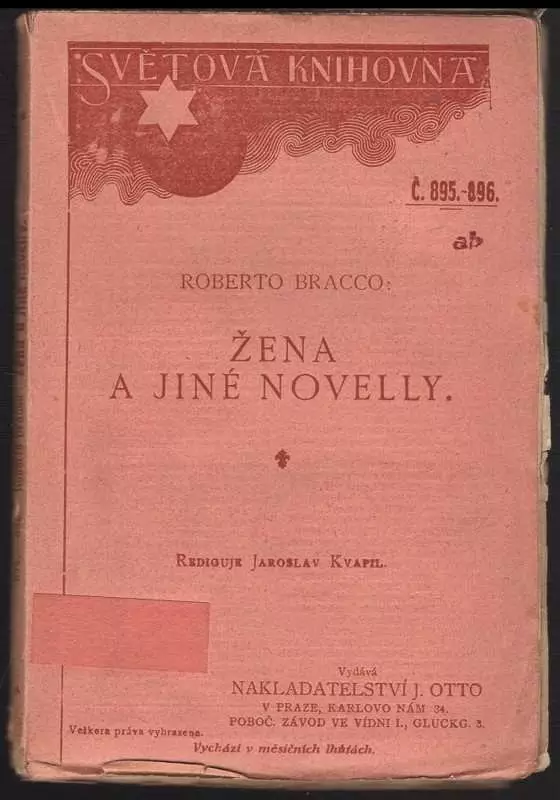 SVĚTOVÁ KNIHOVNA
Č. 895.-896.
ab
ROBERTO BRACCO:
ŽENA
A JINÉ NOVELLY.
REDIGUJE JAROSLAV KVAPIL.
Vydává
NAKLADATELSTVÍ J. OTTO
V PRAZE, KARLOVO NÁM 34.
POBOČ. ZÁVOD VE VÍDNI I., GLUCKG. 3.
Veškera práva vyhrazena.
Vychází v měsíčních lhůtách.